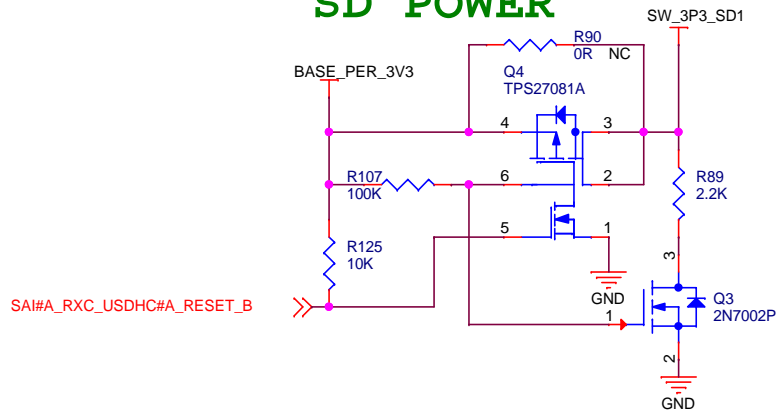 SD POWER
SW_3P3_SD1
R90
0R NC
BASE_PER_3V3
Q4
TPS27081A
4
3
R107
100K
6
2
R89
2.2K
5
1
R125
10K
3
SAI#A_RXC_USDHC#A_RESET_B
GND
1
Q3
2N7002P
2
GND